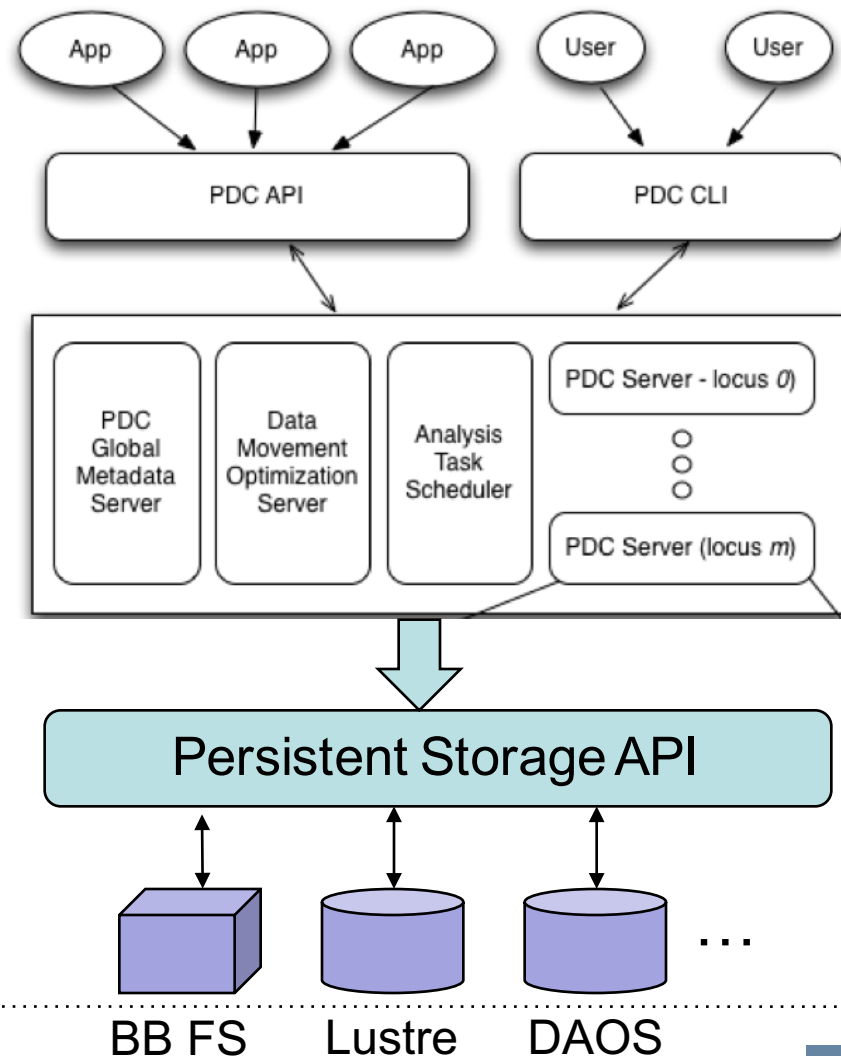 App
App
App
User
User
PDC API
PDC CLI
PDC
Global
Metadata
Server
Data
Movement
Optimization
Server
Analysis
Task
Scheduler
PDC Server - locus 0)
PDC Server (locus m)
Persistent Storage API
...
BB FS
Lustre
DAOS